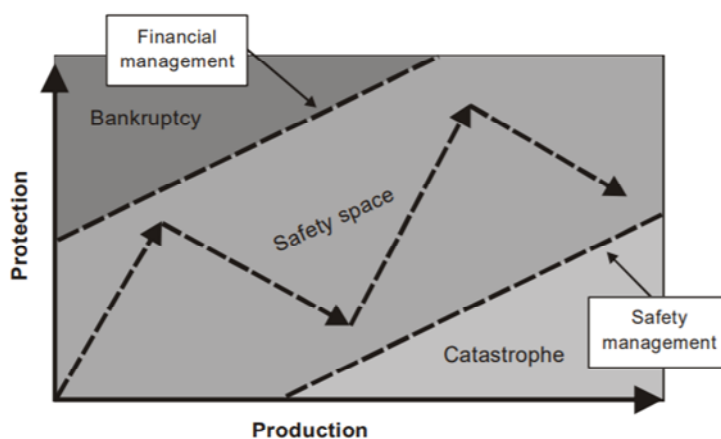 Financial
management
Bankruptcy
Protection
Safety space
Safety
management
Catastrophe
Production